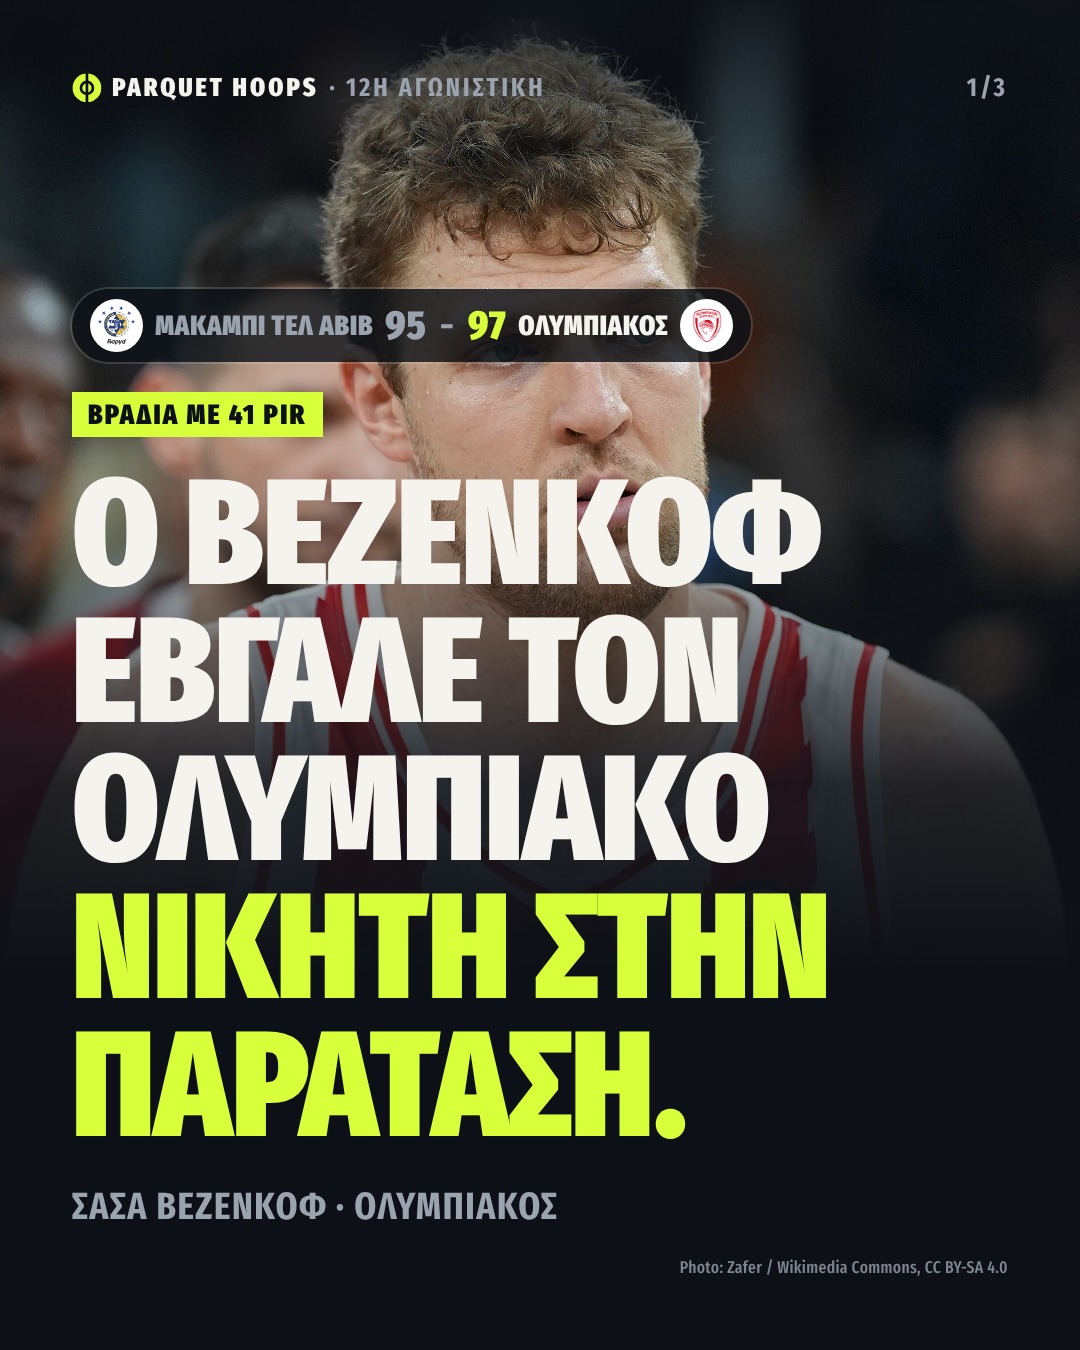 PARQUET HOOPS · 12Η ΑΓΩΝΙΣΤΙΚΗ
1/3
Rapyd
ΜΑΚΑΜΠΙ ΤΕΛ ΑΒΙΒ 95 - 97 ΟΛΥΜΠΙΑΚΟΣ
ΒΡΑΔΙΑ ΜΕ 41 PIR
Ο ΒΕΖΕΝΚΟΦ
ΕΒΓΑΛΕ ΤΟΝ
ΟΛΥΜΠΙΑΚΟ
ΝΙΚΗΤΗ ΣΤΗΝ
ΠΑΡΑΤΑΣΗ.
ΣΑΣΑ ΒΕΖΕΝΚΟΦ · ΟΛΥΜΠΙΑΚΟΣ
Photo: Zafer / Wikimedia Commons, CC BY-SA 4.0